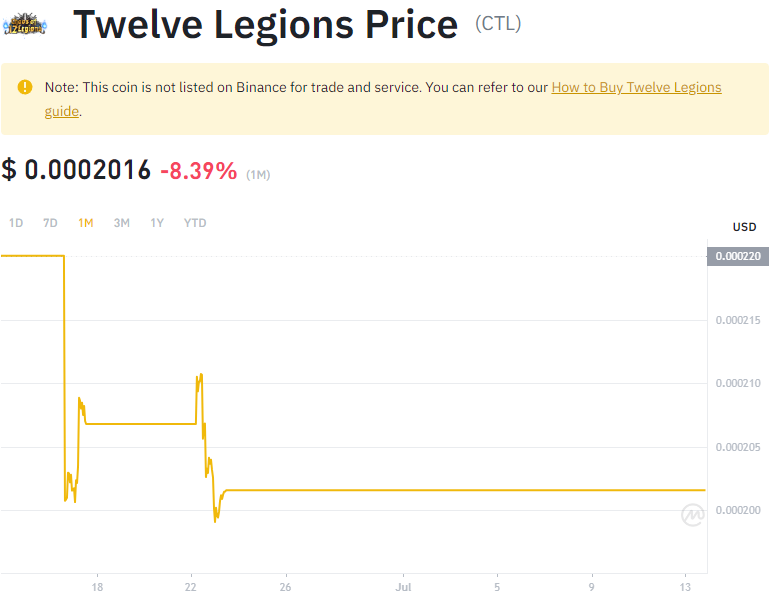 Twelve Legions Price (CTL)
Note: This coin is not listed on Binance for trade and service. You can refer to our How to Buy Twelve Legions
guide.
$ 0.0002016 -8.39% (1M)
1D 7D 1M 3M 1Y YTD
USD
0.000220
0.000215
0.000210
0.000205
0.000200
18 22 26 Jul 5 9 13